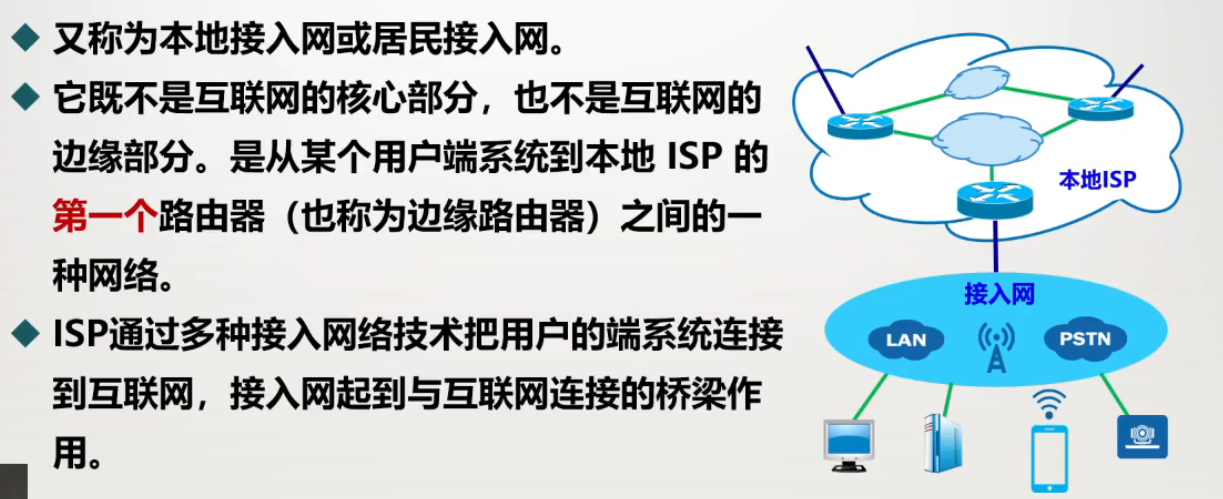 又称为本地接入网或居民接入网。
它既不是互联网的核心部分，也不是互联网的
边缘部分。是从某个用户端系统到本地 ISP 的
第一个路由器（也称为边缘路由器）之间的一
种网络。
ISP通过多种接入网络技术把用户的端系统连接
到互联网，接入网起到与互联网连接的桥梁作
用。
本地ISP
接入网
LAN
PSTN